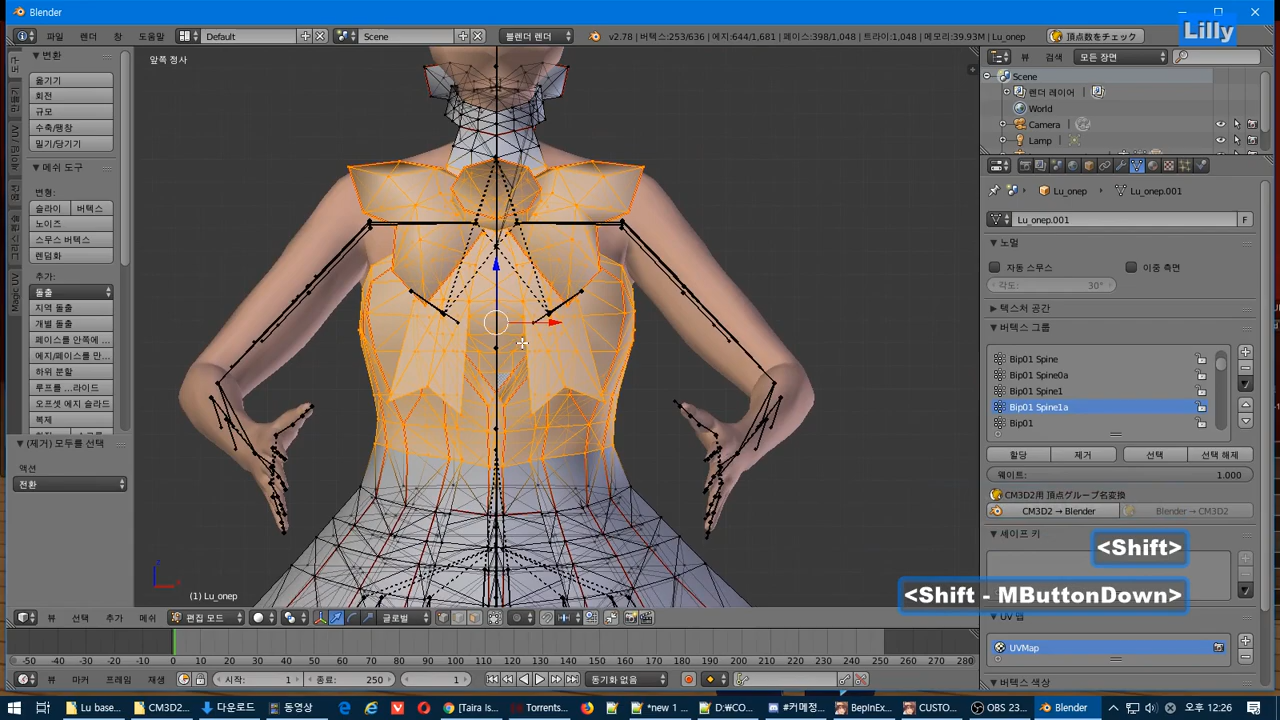 Blender
Lilly
파일
렌더
창
도움말
Default
Scene
블렌더 렌더
v2.78 | 버텍스:253/636 | 에지:644/1,681 | 페이스:398/1,048 | 트라이:1,048 | 메모리:39.93M | Lu_onep
頂点数をチェック
변환
옮기기
회전
규모
수축/팽창
밀기/당기기
메쉬 도구
변형:
슬라이 버텍스
노이즈
스무스 버텍스
렌덤화
추가:
돌출
지역 돌출
개별 돌출
페이스를 안쪽에 ...
에지/페이스를 만...
하위 분할
루프를 ...라이드
오프셋 에지 슬라드
복제
Magic UV
(제거) 모두를 선택
액션
전환
앞쪽 정사
(1) Lu_onep
뷰 검색 모든 장면
Scene
렌더 레이어
World
Camera
Lamp
Lu_onep
Lu_onep.001
Lu_onep.001
F
노멀
자동 스무스
이중 측면
각도: 30°
텍스처 공간
버텍스 그룹
Bip01 Spine
Bip01 Spine0a
Bip01 Spine1
Bip01 Spine1a
Bip01
할당 제거 선택 선택 해제
웨이트: 1.000
CM3D2用 頂点グループ名変換
CM3D2 → Blender
Blender → CM3D2
셰이프 키
<Shift>
<Shift - MButtonDown>
UV 맵
UVMap
버텍스 색상
뷰 선택 추가 메쉬 편집 모드 글로벌
-50 -40 -30 -20 -10 0 10 20 30 40 50 60 70 80 90 100 110 120 130 140 150 160 170 180 190 200 210 220 230 240 250 260 270 280
뷰 마커 프레임 재생 시작: 1 종료: 250 1 동기화 없음
Lu base...
CM3D2...
다운로드
동영상
[Taira Is...
Torrents...
*new 1 ...
D:₩CO...
#커메정...
BepInEx...
CUSTO...
OBS 23....
Blender
오후 12:26